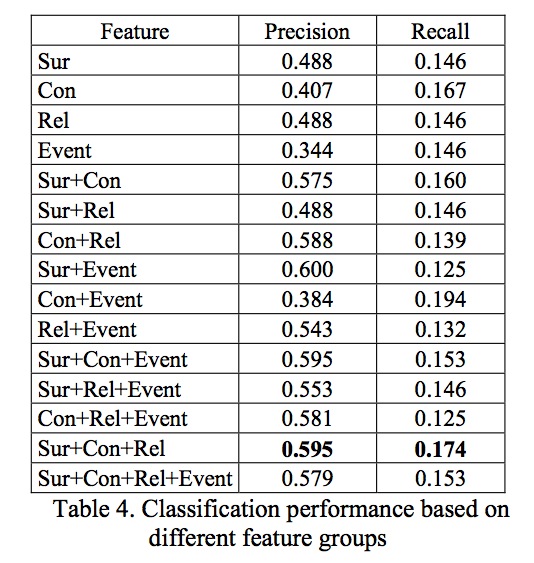 Feature Precision Recall
Sur 0.488 0.146
Con 0.407 0.167
Rel 0.488 0.146
Event 0.344 0.146
Sur+Con 0.575 0.160
Sur+Rel 0.488 0.146
Con+Rel 0.588 0.139
Sur+Event 0.600 0.125
Con+Event 0.384 0.194
Rel+Event 0.543 0.132
Sur+Con+Event 0.595 0.153
Sur+Rel+Event 0.553 0.146
Con+Rel+Event 0.581 0.125
Sur+Con+Rel 0.595 0.174
Sur+Con+Rel+Event 0.579 0.153
Table 4. Classification performance based on
different feature groups